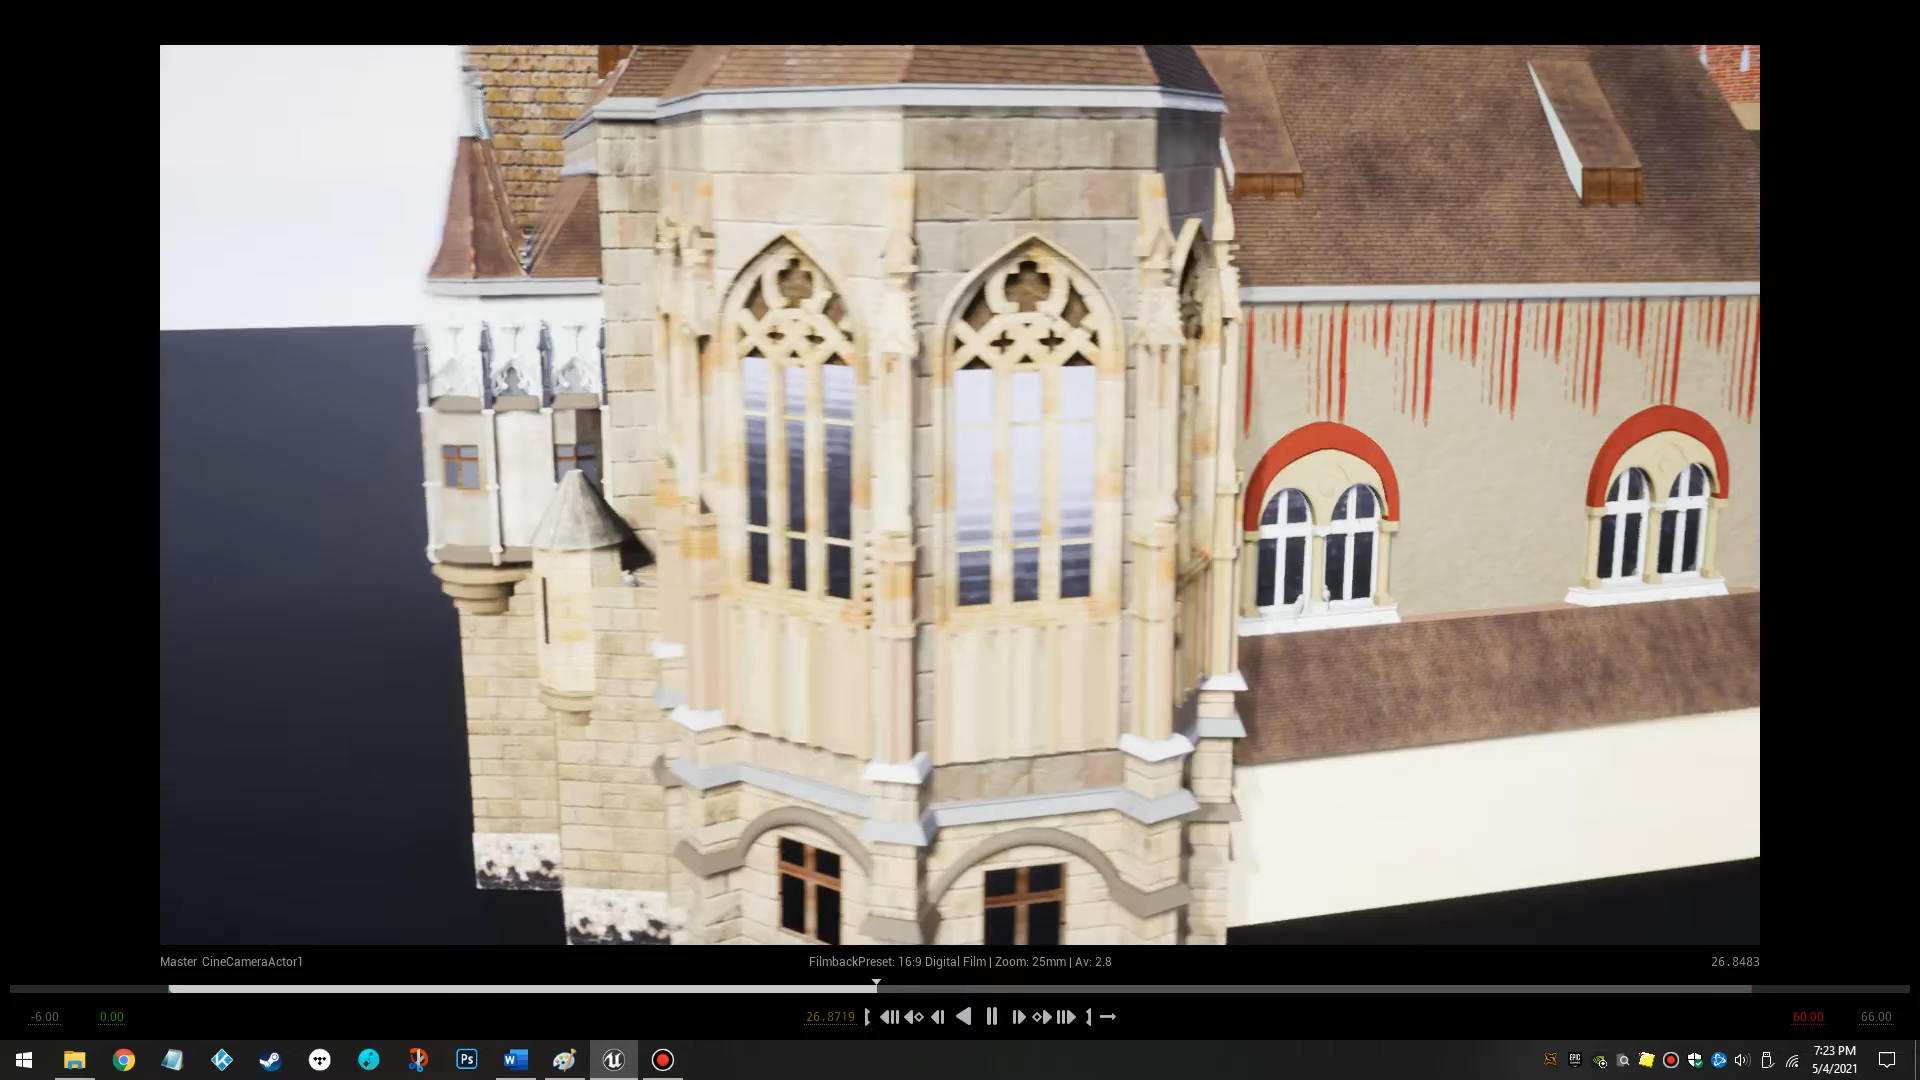 Master CineCameraActor1
FilmbackPreset: 16:9 Digital Film | Zoom: 25mm | Av: 2.8
26.8483
-6.00
0.00
26.8719
60.00
66.00
Ps
W
EPIC
7:23 PM
5/4/2021